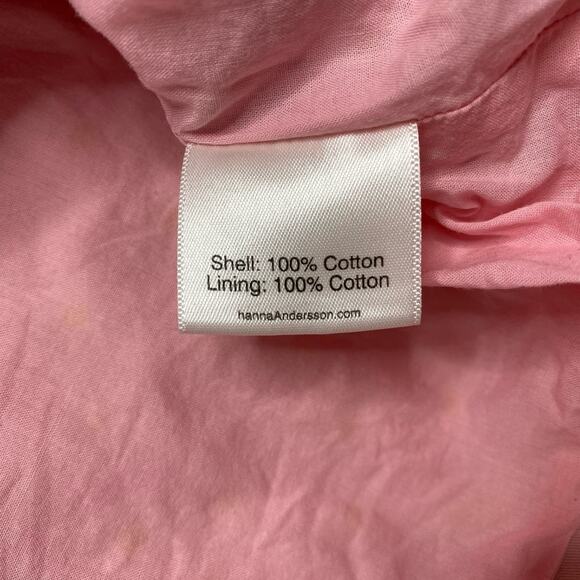 Shell: 100% Cotton
Lining: 100% Cotton
hannaAndersson.com